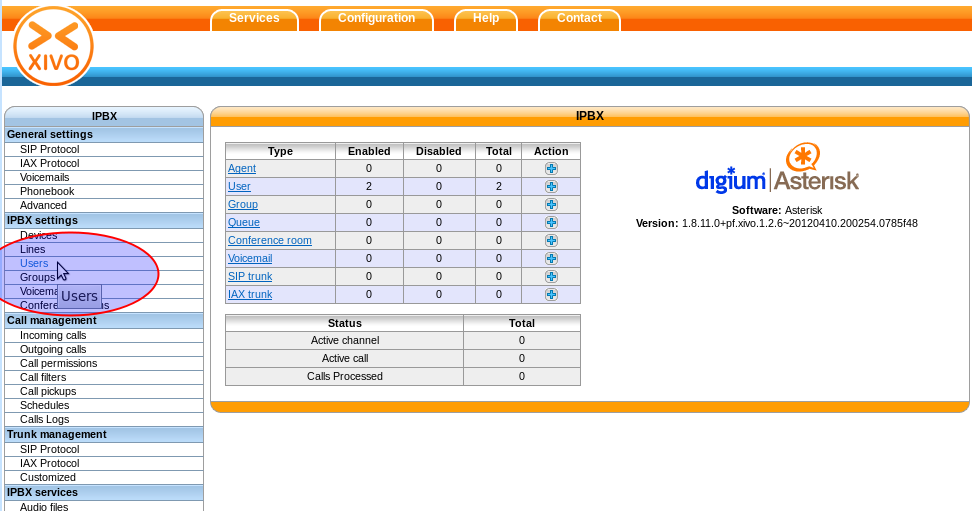 Services Configuration Help Contact
XIVO
IPBX
General settings
SIP Protocol
IAX Protocol
Voicemails
Phonebook
Advanced
IPBX settings
Devices
Lines
Users
Groups
Users
Call management
Incoming calls
Outgoing calls
Call permissions
Call filters
Call pickups
Schedules
Calls Logs
Trunk management
SIP Protocol
IAX Protocol
Customized
IPBX services
Audio files
IPBX
Type Enabled Disabled Total Action
Agent 0 0 0
User 2 0 2
Group 0 0 0
Queue 0 0 0
Conference room 0 0 0
Voicemail 0 0 0
SIP trunk 0 0 0
IAX trunk 0 0 0
Status Total
Active channel 0
Active call 0
Calls Processed 0
digium Asterisk
Software: Asterisk
Version: 1.8.11.0+pf.xivo.1.2.6~20120410.200254.0785f48